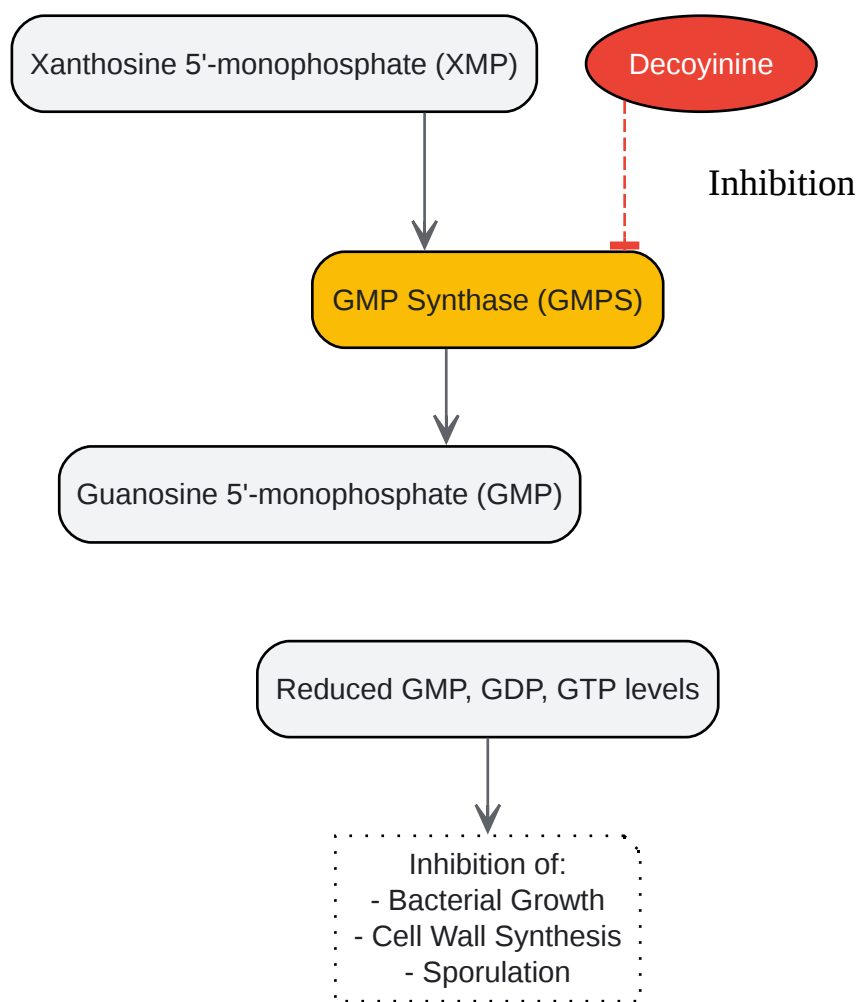 Xanthosine 5'-monophosphate (XMP)
Decoyinine
Inhibition
GMP Synthase (GMPS)
Guanosine 5'-monophosphate (GMP)
Reduced GMP, GDP, GTP levels
Inhibition of:
- Bacterial Growth
- Cell Wall Synthesis
- Sporulation